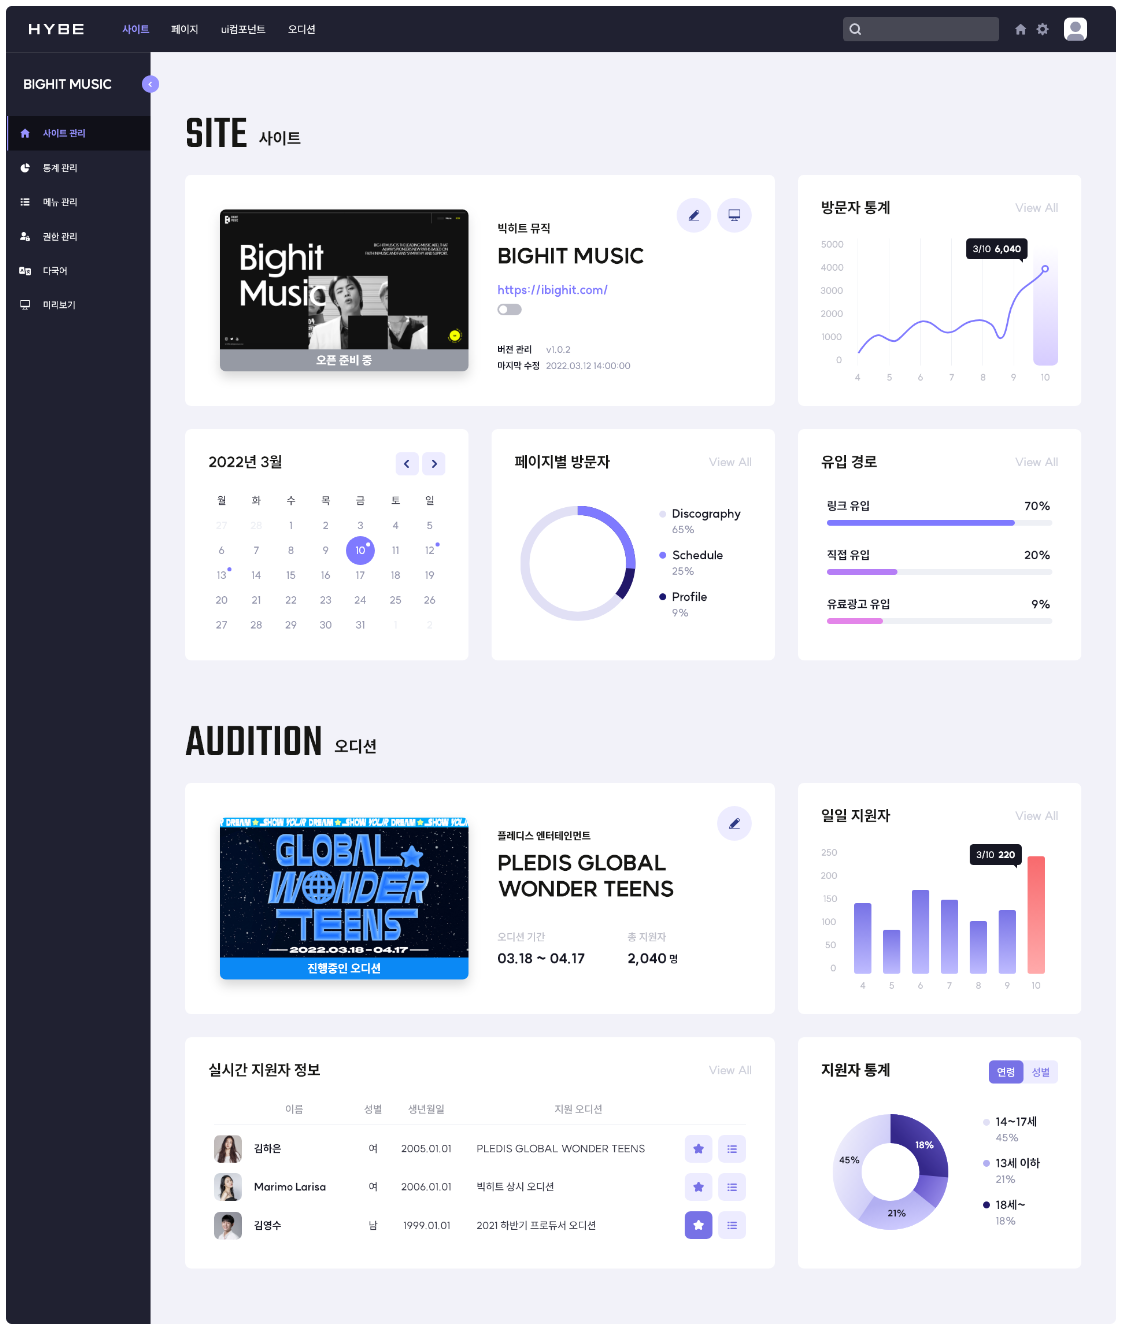 HYBE
사이트
페이지
ui컴포넌트
오디션
BIGHIT MUSIC
사이트 관리
통계 관리
메뉴 관리
권한 관리
다국어
미리보기
SITE 사이트
Bighit
Music
오픈 준비 중
빅히트 뮤직
BIGHIT MUSIC
https://ibighit.com/
버전 관리 v1.0.2
마지막 수정 2022.03.12 14:00:00
방문자 통계 View All
3/10 6,040
5000
4000
3000
2000
1000
0
4 5 6 7 8 9 10
2022년 3월
월 화 수 목 금 토 일
27 28 1 2 3 4 5
6 7 8 9 10 11 12
13 14 15 16 17 18 19
20 21 22 23 24 25 26
27 28 29 30 31 1 2
페이지별 방문자 View All
Discography
65%
Schedule
25%
Profile
9%
유입 경로 View All
링크 유입 70%
직접 유입 20%
유료광고 유입 9%
AUDITION 오디션
DREAM ★ SHOW YOUR DREAM ★ SHOW YOUR DREAM ★ SHOW
GLOBAL
WONDER
TEENS
2022.03.18 - 04.17
진행중인 오디션
플레디스 엔터테인먼트
PLEDIS GLOBAL
WONDER TEENS
오디션 기간 총 지원자
03.18 ~ 04.17 2,040 명
일일 지원자 View All
3/10 220
250
200
150
100
50
0
4 5 6 7 8 9 10
실시간 지원자 정보 View All
이름 성별 생년월일 지원 오디션
김하은 여 2005.01.01 PLEDIS GLOBAL WONDER TEENS
Marimo Larisa 여 2006.01.01 빅히트 상시 오디션
김영수 남 1999.01.01 2021 하반기 프로듀서 오디션
지원자 통계 연령 성별
18%
45%
21%
14~17세
45%
13세 이하
21%
18세~
18%